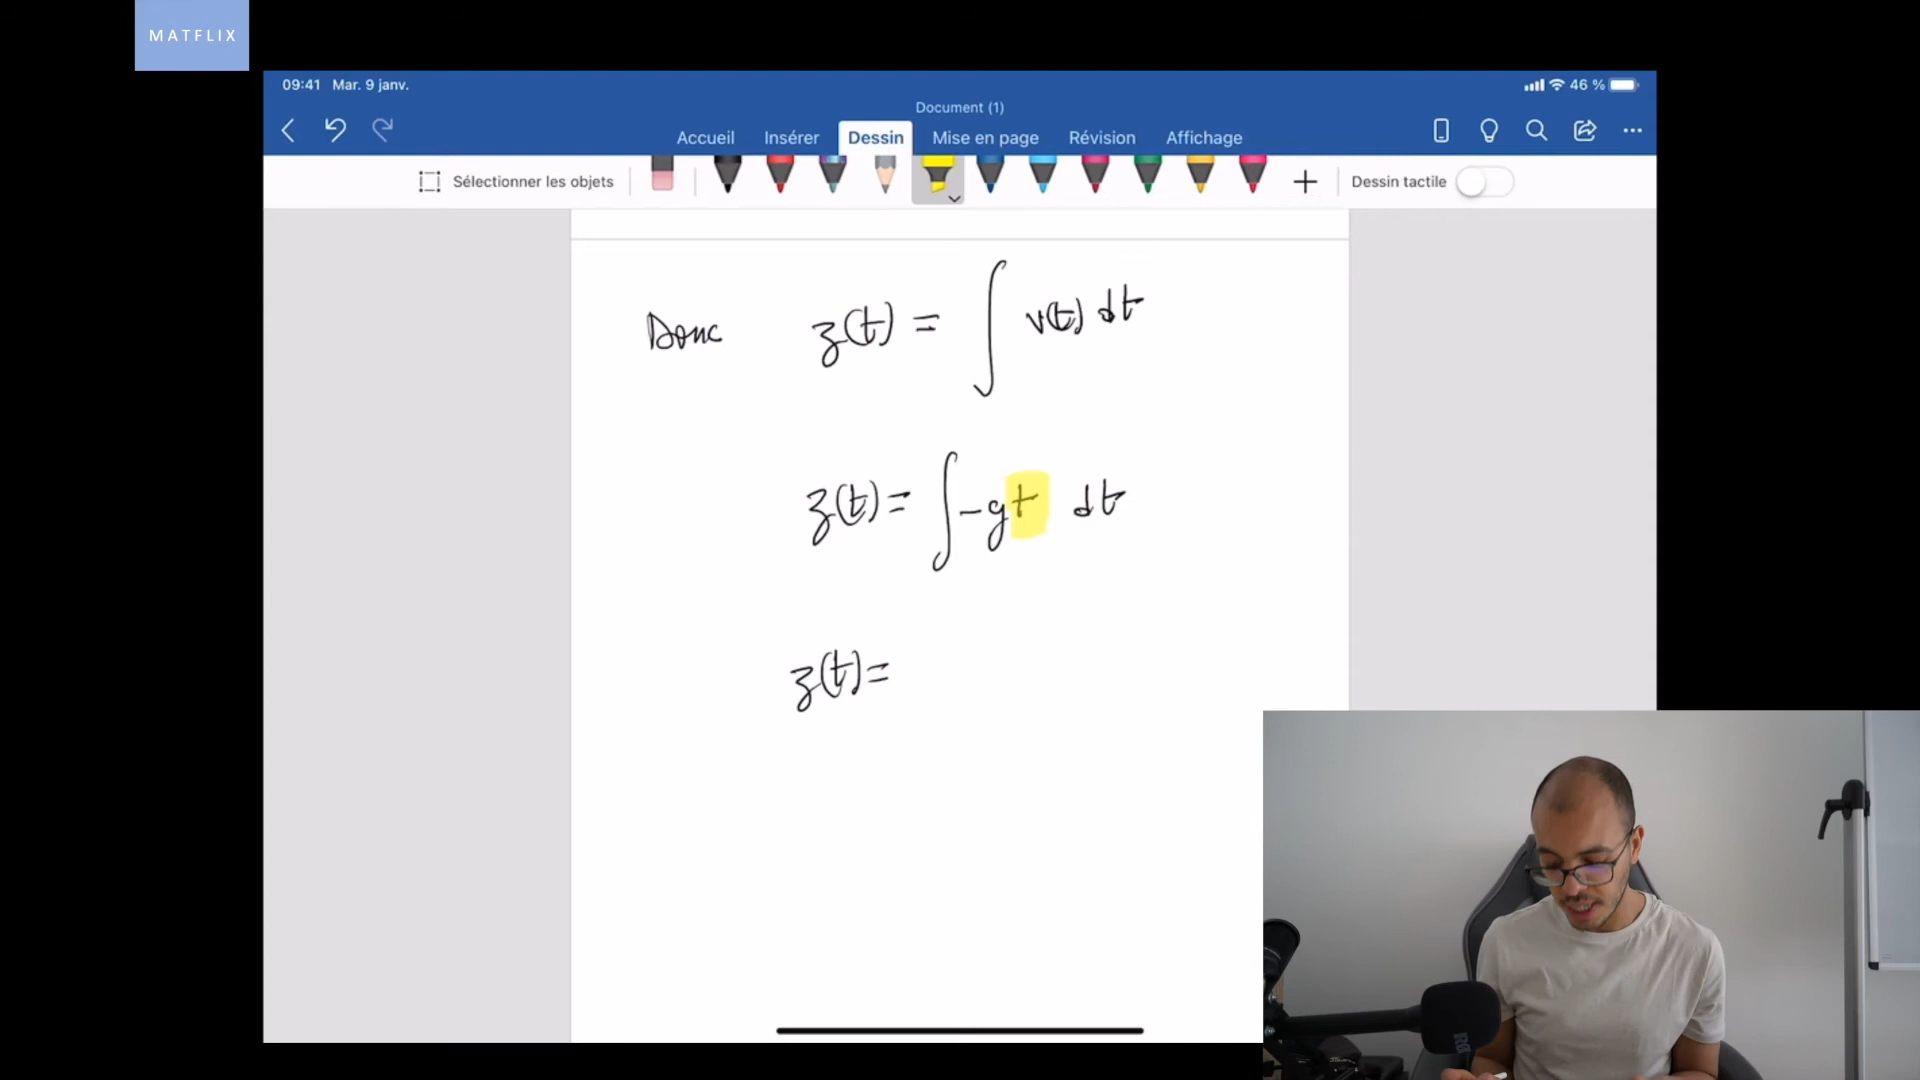 MATFLIX
09:41 Mar. 9 janv.
46 %
Document (1)
Accueil Insérer Dessin Mise en page Révision Affichage
Sélectionner les objets
Dessin tactile
Donc z(t) = ∫ v(t) dt
z(t) = ∫ -gt dt
z(t) =